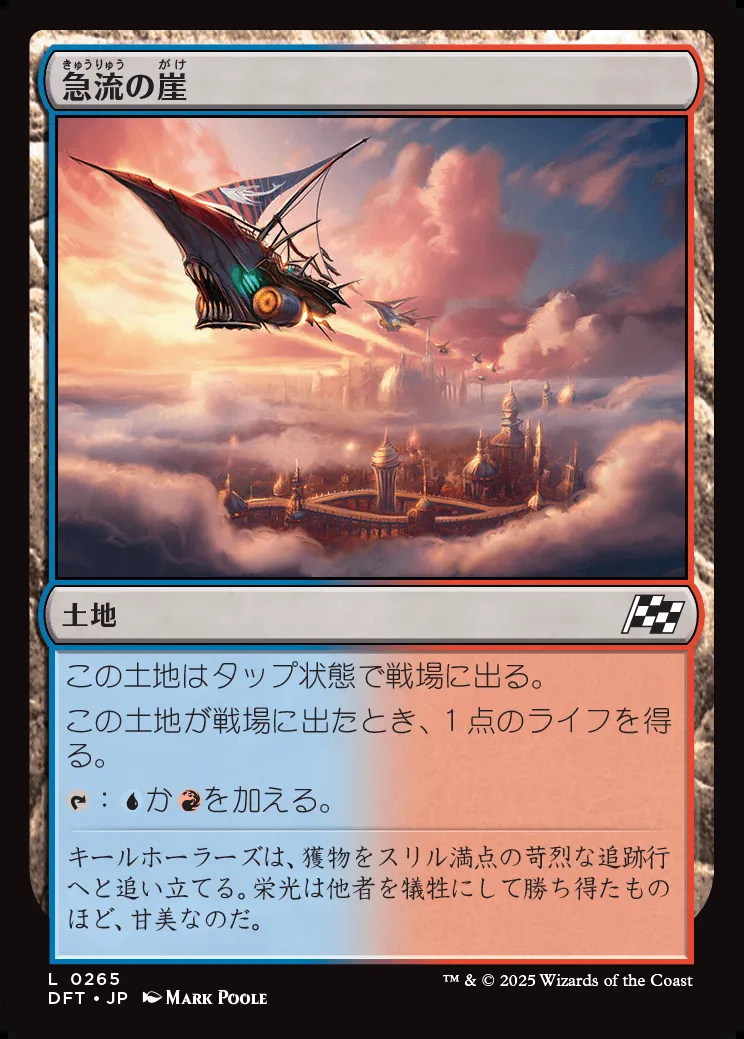 きゅうりゅう がけ
急流の崖
土地
この土地はタップ状態で戦場に出る。
この土地が戦場に出たとき、1点のライフを得
る。
：か を加える。
キールホーラーズは、獲物をスリル満点の苛烈な追跡行
へと追い立てる。栄光は他者を犠牲にして勝ち得たもの
ほど、甘美なのだ。
L 0265
DFT • JP Mark Poole
™ & © 2025 Wizards of the Coast